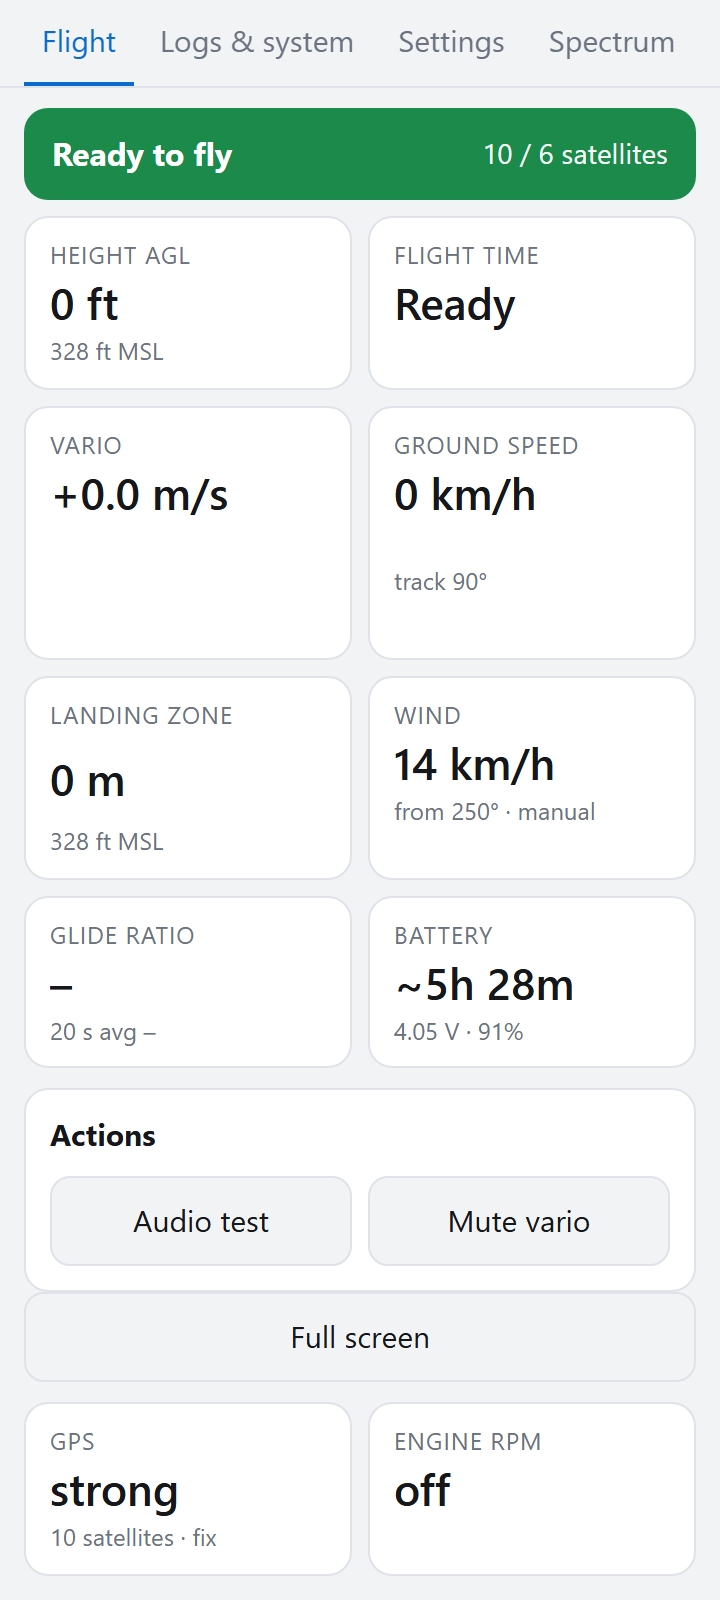 Flight Logs & system Settings Spectrum
Ready to fly 10 / 6 satellites
HEIGHT AGL
0 ft
328 ft MSL
FLIGHT TIME
Ready
VARIO
+0.0 m/s
GROUND SPEED
0 km/h
track 90°
LANDING ZONE
0 m
328 ft MSL
WIND
14 km/h
from 250° · manual
GLIDE RATIO
–
20 s avg –
BATTERY
~5h 28m
4.05 V · 91%
Actions
Audio test Mute vario
Full screen
GPS
strong
10 satellites · fix
ENGINE RPM
off